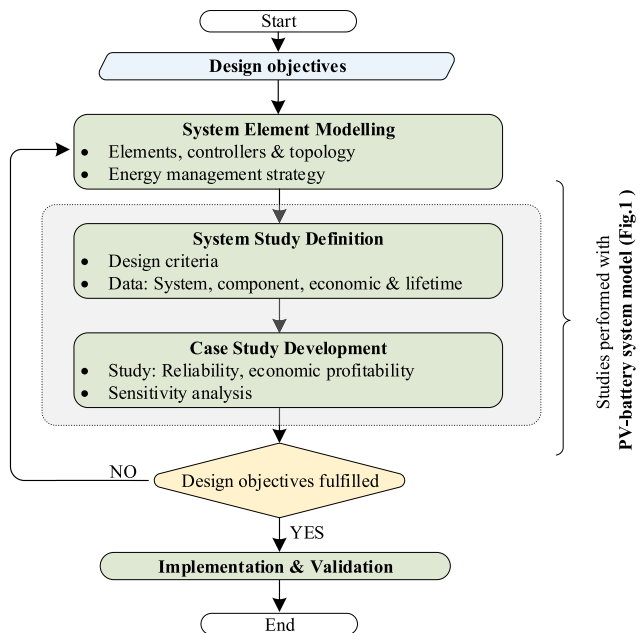 Start
Design objectives
System Element Modelling
• Elements, controllers & topology
• Energy management strategy
System Study Definition
• Design criteria
• Data: System, component, economic & lifetime
Case Study Development
• Study: Reliability, economic profitability
• Sensitivity analysis
Design objectives fulfilled
NO
YES
Implementation & Validation
End
Studies performed with
PV-battery system model (Fig.1 )